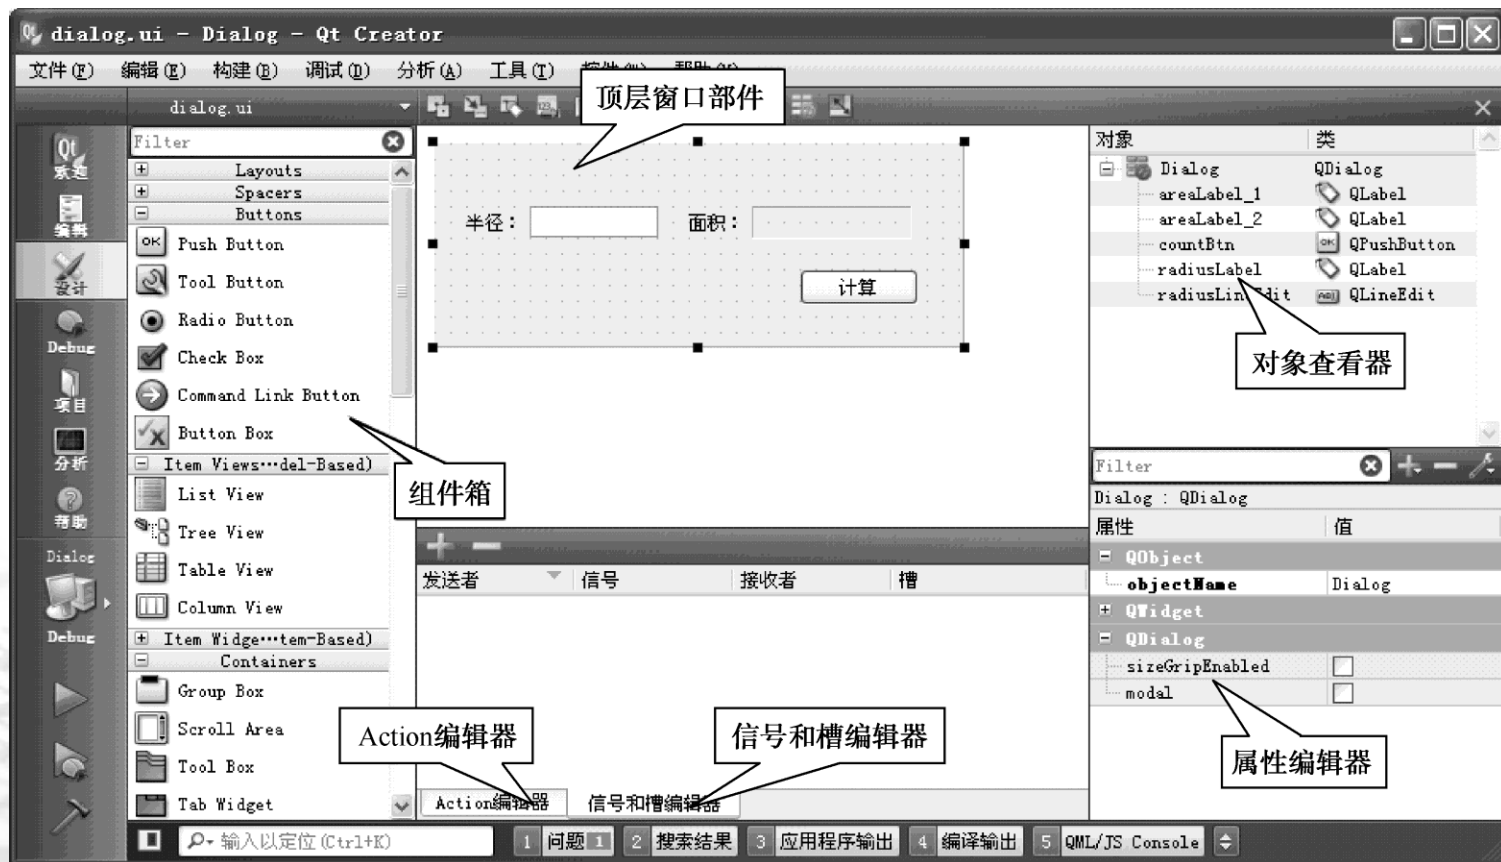 dialog.ui - Dialog - Qt Creator
文件(F) 编辑(E) 构建(B) 调试(D) 分析(A) 工具(T)
dialog.ui
顶层窗口部件
欢迎
编辑
设计
Debug
项目
分析
帮助
Dialog
Debug
Filter
Layouts
Spacers
Buttons
Push Button
Tool Button
Radio Button
Check Box
Command Link Button
Button Box
Item Views…del-Based)
List View
Tree View
Table View
Column View
Item Widge…tem-Based)
Containers
Group Box
Scroll Area
Tool Box
Tab Widget
组件箱
半径：
面积：
计算
发送者 信号 接收者 槽
Action编辑器
信号和槽编辑器
Action编辑器 信号和槽编辑器
对象 类
Dialog QDialog
areaLabel_1 QLabel
areaLabel_2 QLabel
countBtn QPushButton
radiusLabel QLabel
radiusLineEdit QLineEdit
对象查看器
Filter
Dialog : QDialog
属性 值
QObject
objectName Dialog
QWidget
QDialog
sizeGripEnabled
modal
属性编辑器
输入以定位(Ctrl+K)
1 问题 1 2 搜索结果 3 应用程序输出 4 编译输出 5 QML/JS Console